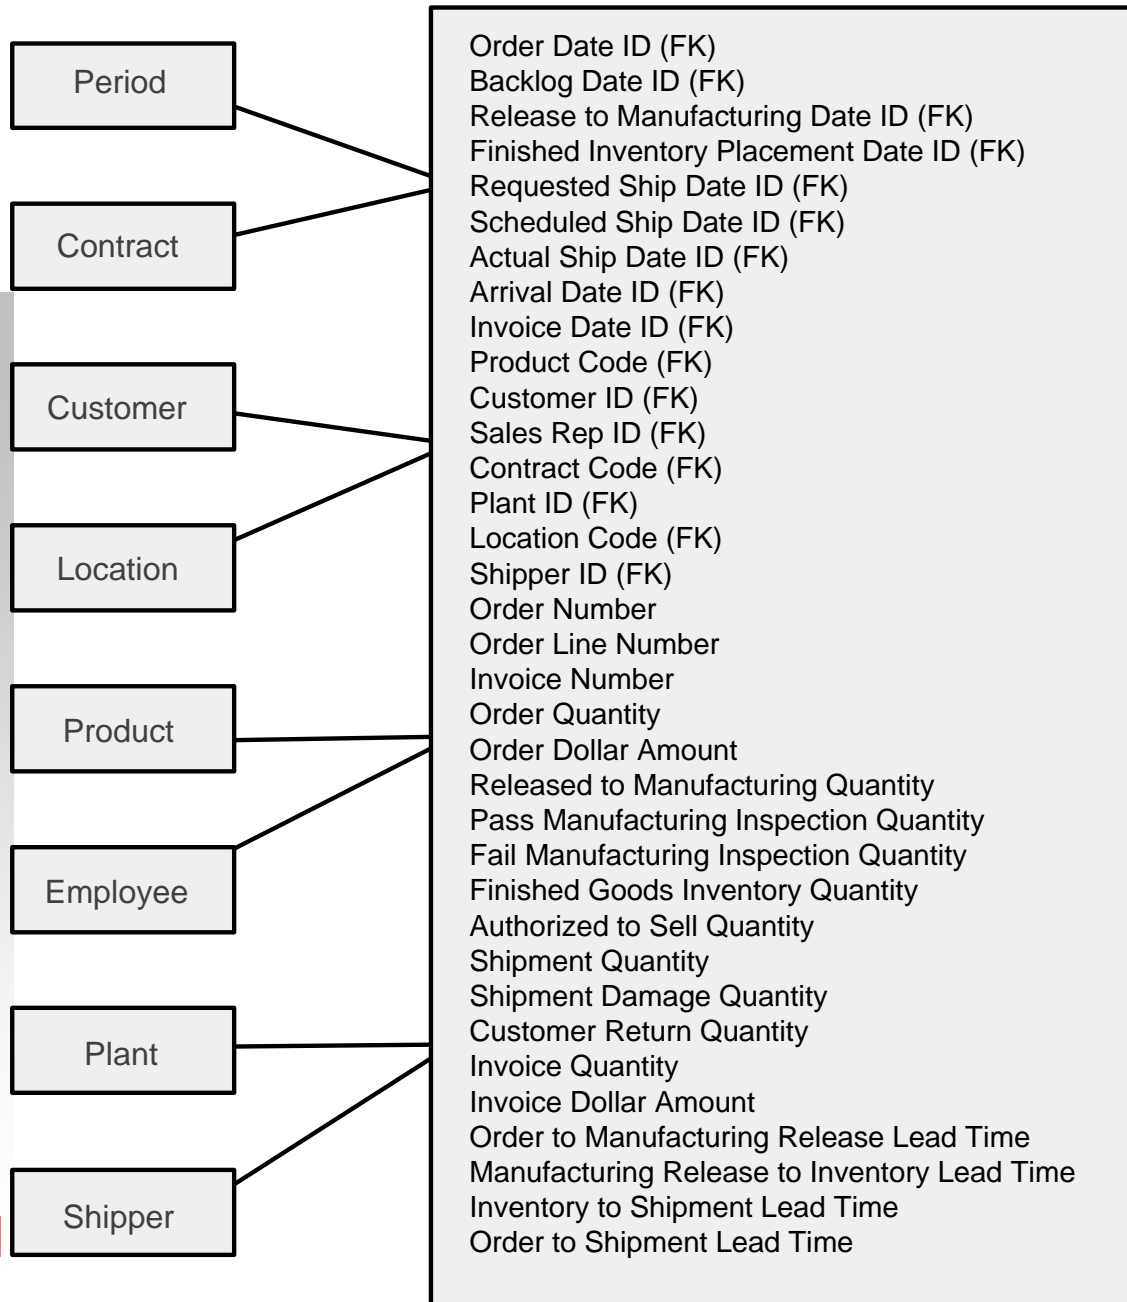 Period
Contract
Customer
Location
Product
Employee
Plant
Shipper
Order Date ID (FK)
Backlog Date ID (FK)
Release to Manufacturing Date ID (FK)
Finished Inventory Placement Date ID (FK)
Requested Ship Date ID (FK)
Scheduled Ship Date ID (FK)
Actual Ship Date ID (FK)
Arrival Date ID (FK)
Invoice Date ID (FK)
Product Code (FK)
Customer ID (FK)
Sales Rep ID (FK)
Contract Code (FK)
Plant ID (FK)
Location Code (FK)
Shipper ID (FK)
Order Number
Order Line Number
Invoice Number
Order Quantity
Order Dollar Amount
Released to Manufacturing Quantity
Pass Manufacturing Inspection Quantity
Fail Manufacturing Inspection Quantity
Finished Goods Inventory Quantity
Authorized to Sell Quantity
Shipment Quantity
Shipment Damage Quantity
Customer Return Quantity
Invoice Quantity
Invoice Dollar Amount
Order to Manufacturing Release Lead Time
Manufacturing Release to Inventory Lead Time
Inventory to Shipment Lead Time
Order to Shipment Lead Time